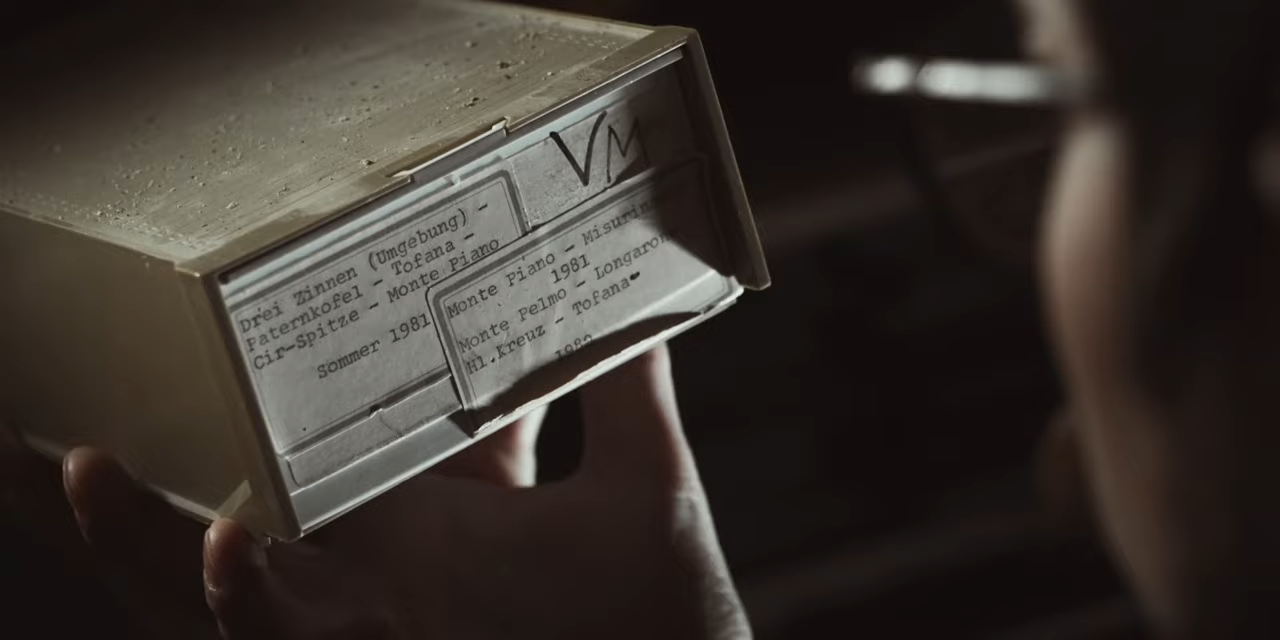 VM
Drei Zinnen (Umgebung) -
Paternkofel - Tofana -
Cir-Spitze - Monte Piano
Sommer 1981
Monte Piano - Misurina
1981
Monte Pelmo - Longarone
Hl.Kreuz - Tofana
1982